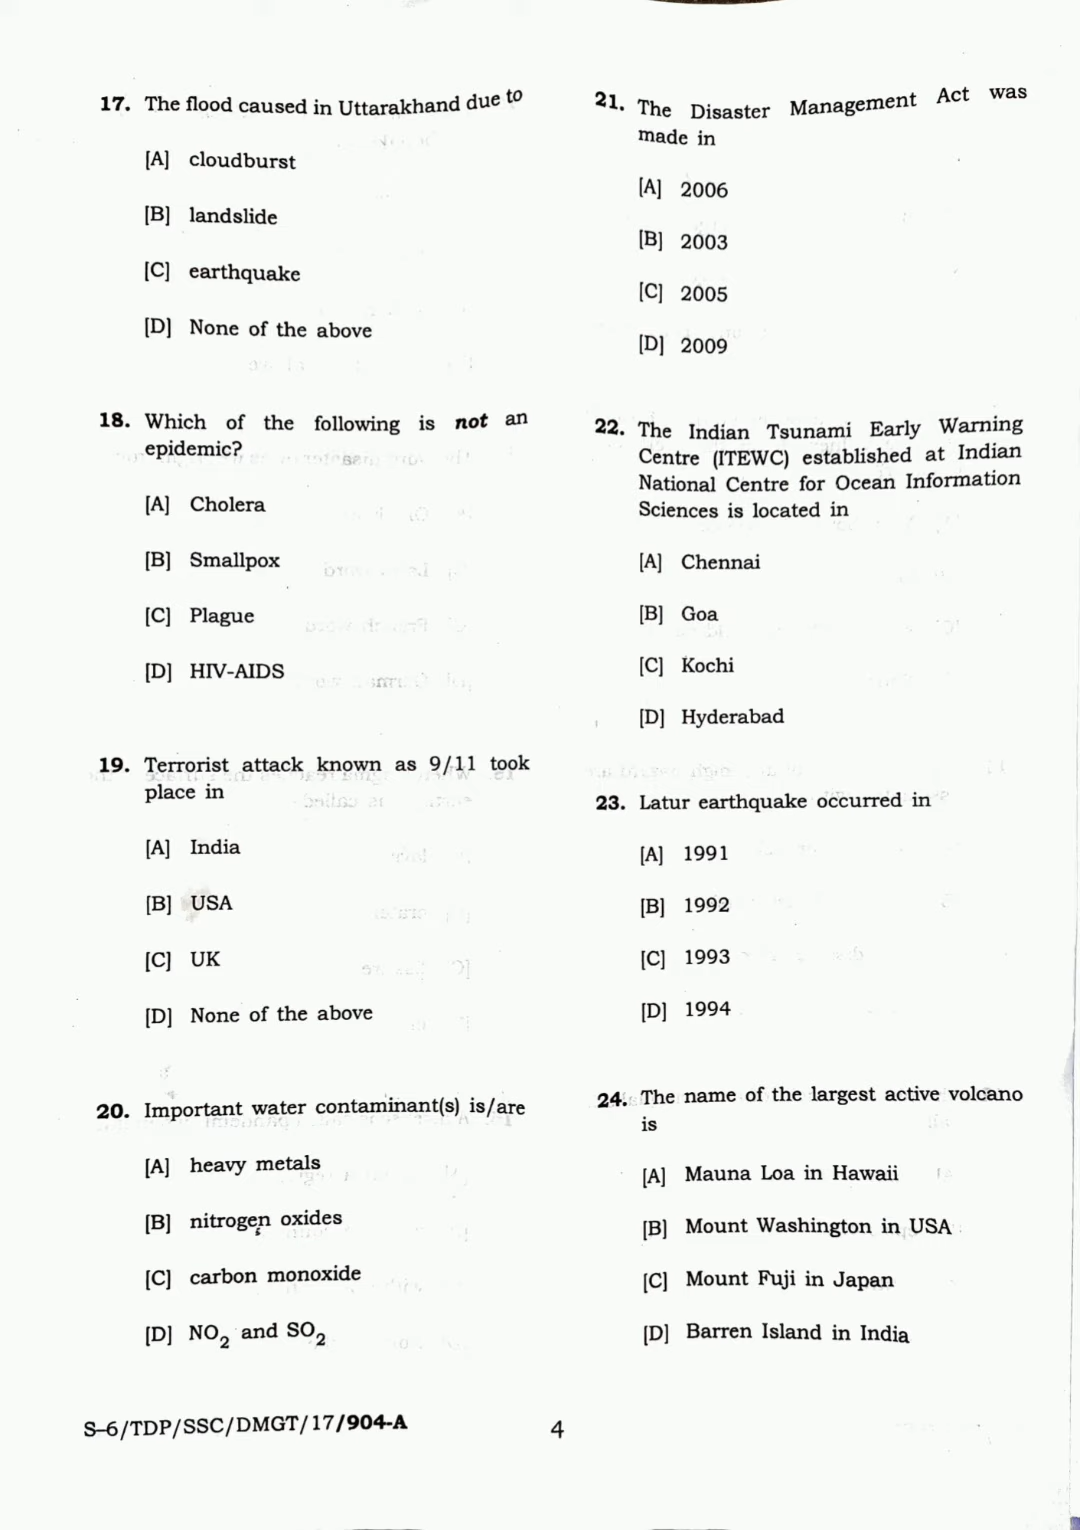 17. The flood caused in Uttarakhand due to
[A] cloudburst
[B] landslide
[C] earthquake
[D] None of the above
18. Which of the following is not an
epidemic?
[A] Cholera
[B] Smallpox
[C] Plague
[D] HIV-AIDS
19. Terrorist attack known as 9/11 took
place in
[A] India
[B] USA
[C] UK
[D] None of the above
20. Important water contaminant(s) is/are
[A] heavy metals
[B] nitrogen oxides
[C] carbon monoxide
[D] NO2 and SO2
21. The Disaster Management Act was
made in
[A] 2006
[B] 2003
[C] 2005
[D] 2009
22. The Indian Tsunami Early Warning
Centre (ITEWC) established at Indian
National Centre for Ocean Information
Sciences is located in
[A] Chennai
[B] Goa
[C] Kochi
[D] Hyderabad
23. Latur earthquake occurred in
[A] 1991
[B] 1992
[C] 1993
[D] 1994
24. The name of the largest active volcano
is
[A] Mauna Loa in Hawaii
[B] Mount Washington in USA
[C] Mount Fuji in Japan
[D] Barren Island in India
S-6/TDP/SSC/DMGT/17/904-A
4